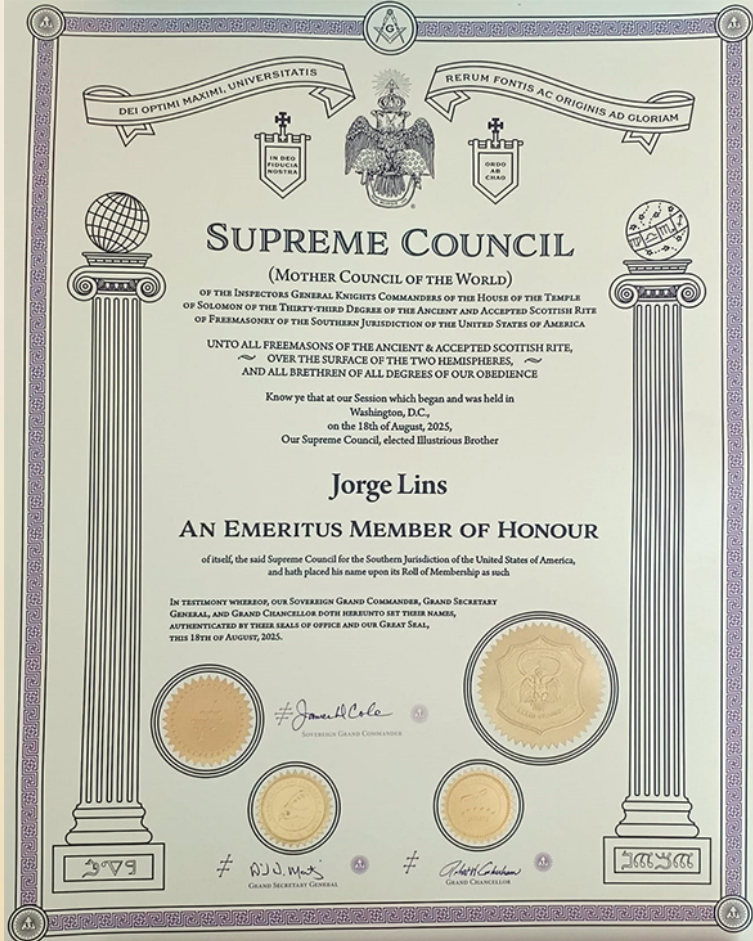 G
DEI OPTIMI MAXIMI, UNIVERSITATIS
RERUM FONTIS AC ORIGINIS AD GLORIAM
IN DEO
FIDUCIA
NOSTRA
ORDO
AB
CHAO
SUPREME COUNCIL
(MOTHER COUNCIL OF THE WORLD)
OF THE INSPECTORS GENERAL KNIGHTS COMMANDERS OF THE HOUSE OF THE TEMPLE
OF SOLOMON OF THE THIRTY-THIRD DEGREE OF THE ANCIENT AND ACCEPTED SCOTTISH RITE
OF FREEMASONRY OF THE SOUTHERN JURISDICTION OF THE UNITED STATES OF AMERICA
UNTO ALL FREEMASONS OF THE ANCIENT & ACCEPTED SCOTTISH RITE,
OVER THE SURFACE OF THE TWO HEMISPHERES,
AND ALL BRETHREN OF ALL DEGREES OF OUR OBEDIENCE
Know ye that at our Session which began and was held in
Washington, D.C.,
on the 18th of August, 2025,
Our Supreme Council, elected Illustrious Brother
Jorge Lins
AN EMERITUS MEMBER OF HONOUR
of itself, the said Supreme Council for the Southern Jurisdiction of the United States of America,
and hath placed his name upon its Roll of Membership as such
IN TESTIMONY WHEREOF, OUR SOVEREIGN GRAND COMMANDER, GRAND SECRETARY
GENERAL, AND GRAND CHANCELLOR DOTH HEREUNTO SET THEIR NAMES,
AUTHENTICATED BY THEIR SEALS OF OFFICE AND OUR GREAT SEAL,
THIS 18TH OF AUGUST, 2025.
James D Cole
SOVEREIGN GRAND COMMANDER
GRAND SECRETARY GENERAL
GRAND CHANCELLOR